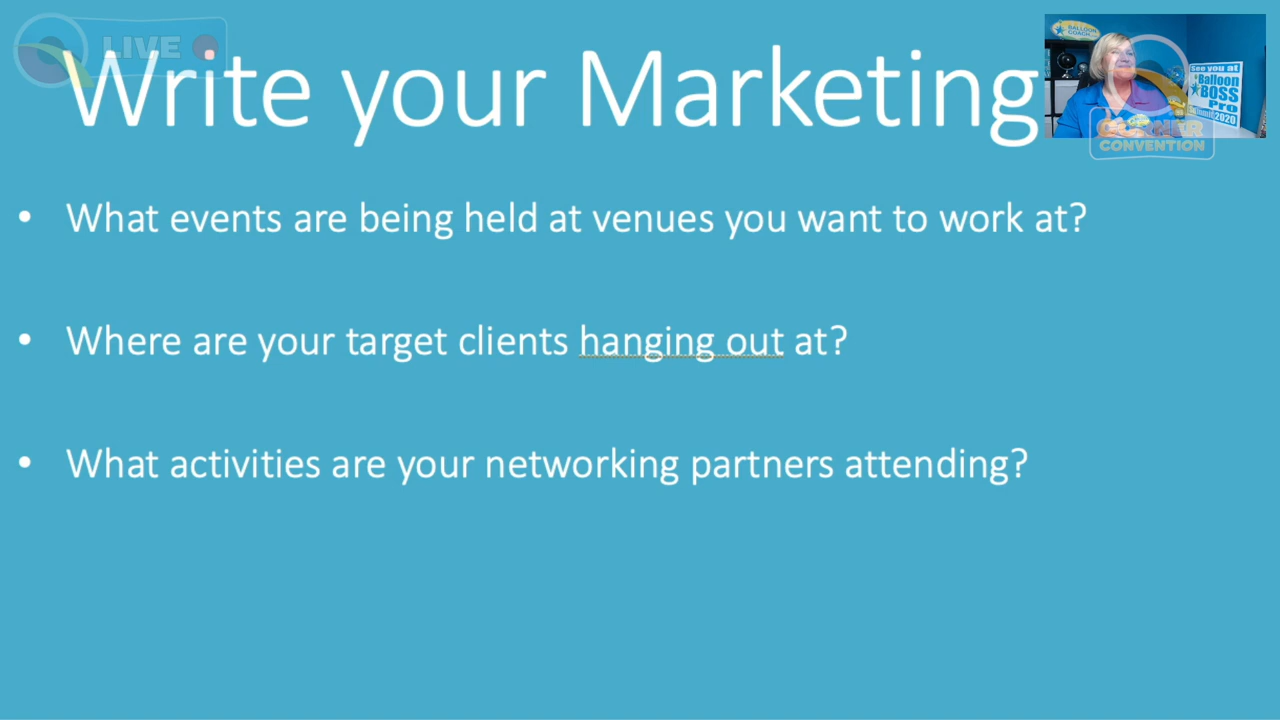 LIVE
Write your Marketing
BALLOON
COACH
See you at
Balloon
BOSS
Pro
Summit 2020
CORNER
CONVENTION
• What events are being held at venues you want to work at?
• Where are your target clients hanging out at?
• What activities are your networking partners attending?